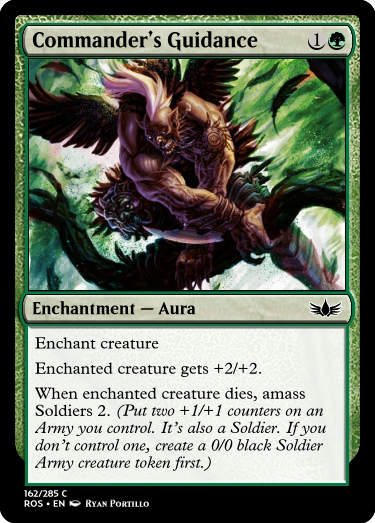 Commander's Guidance 1
Enchantment — Aura
Enchant creature
Enchanted creature gets +2/+2.
When enchanted creature dies, amass
Soldiers 2. (Put two +1/+1 counters on an
Army you control. It's also a Soldier. If you
don't control one, create a 0/0 black Soldier
Army creature token first.)
162/285 C
ROS • EN Ryan Portillo